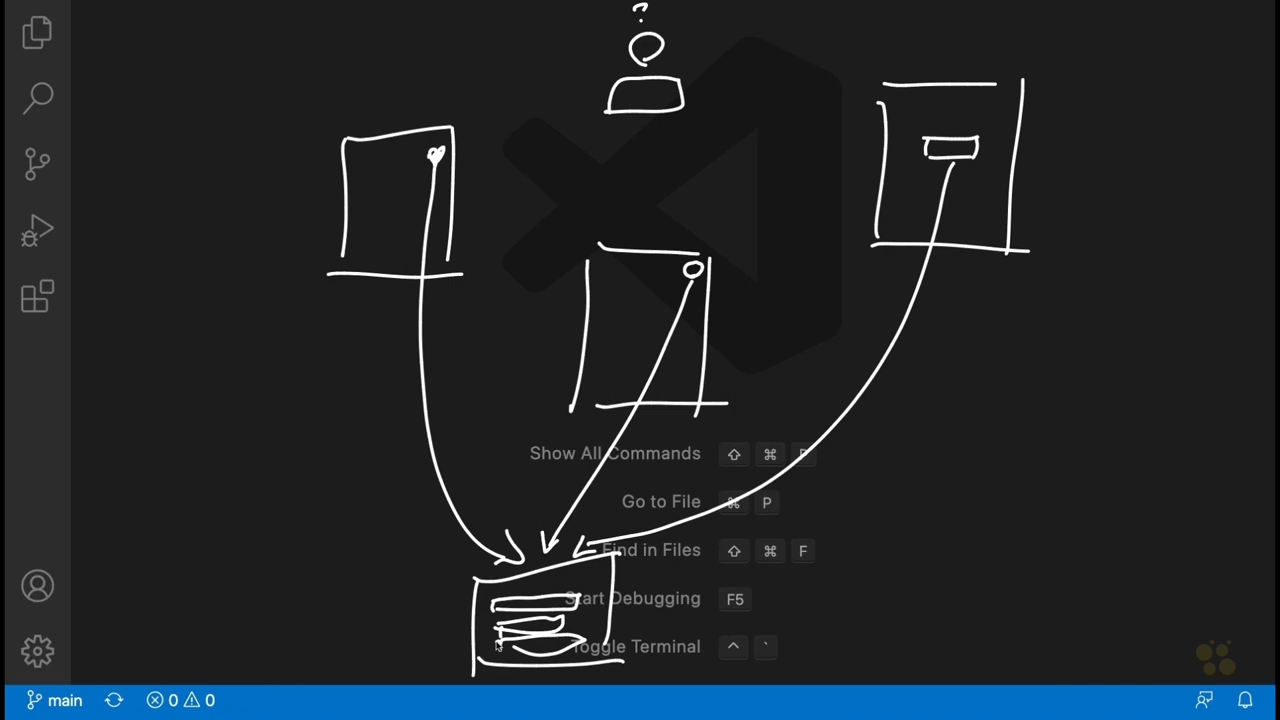 ?
Show All Commands ⇧ ⌘ P
Go to File ⌘ P
Find in Files ⇧ ⌘ F
Start Debugging F5
Toggle Terminal ^ `
main 0 0